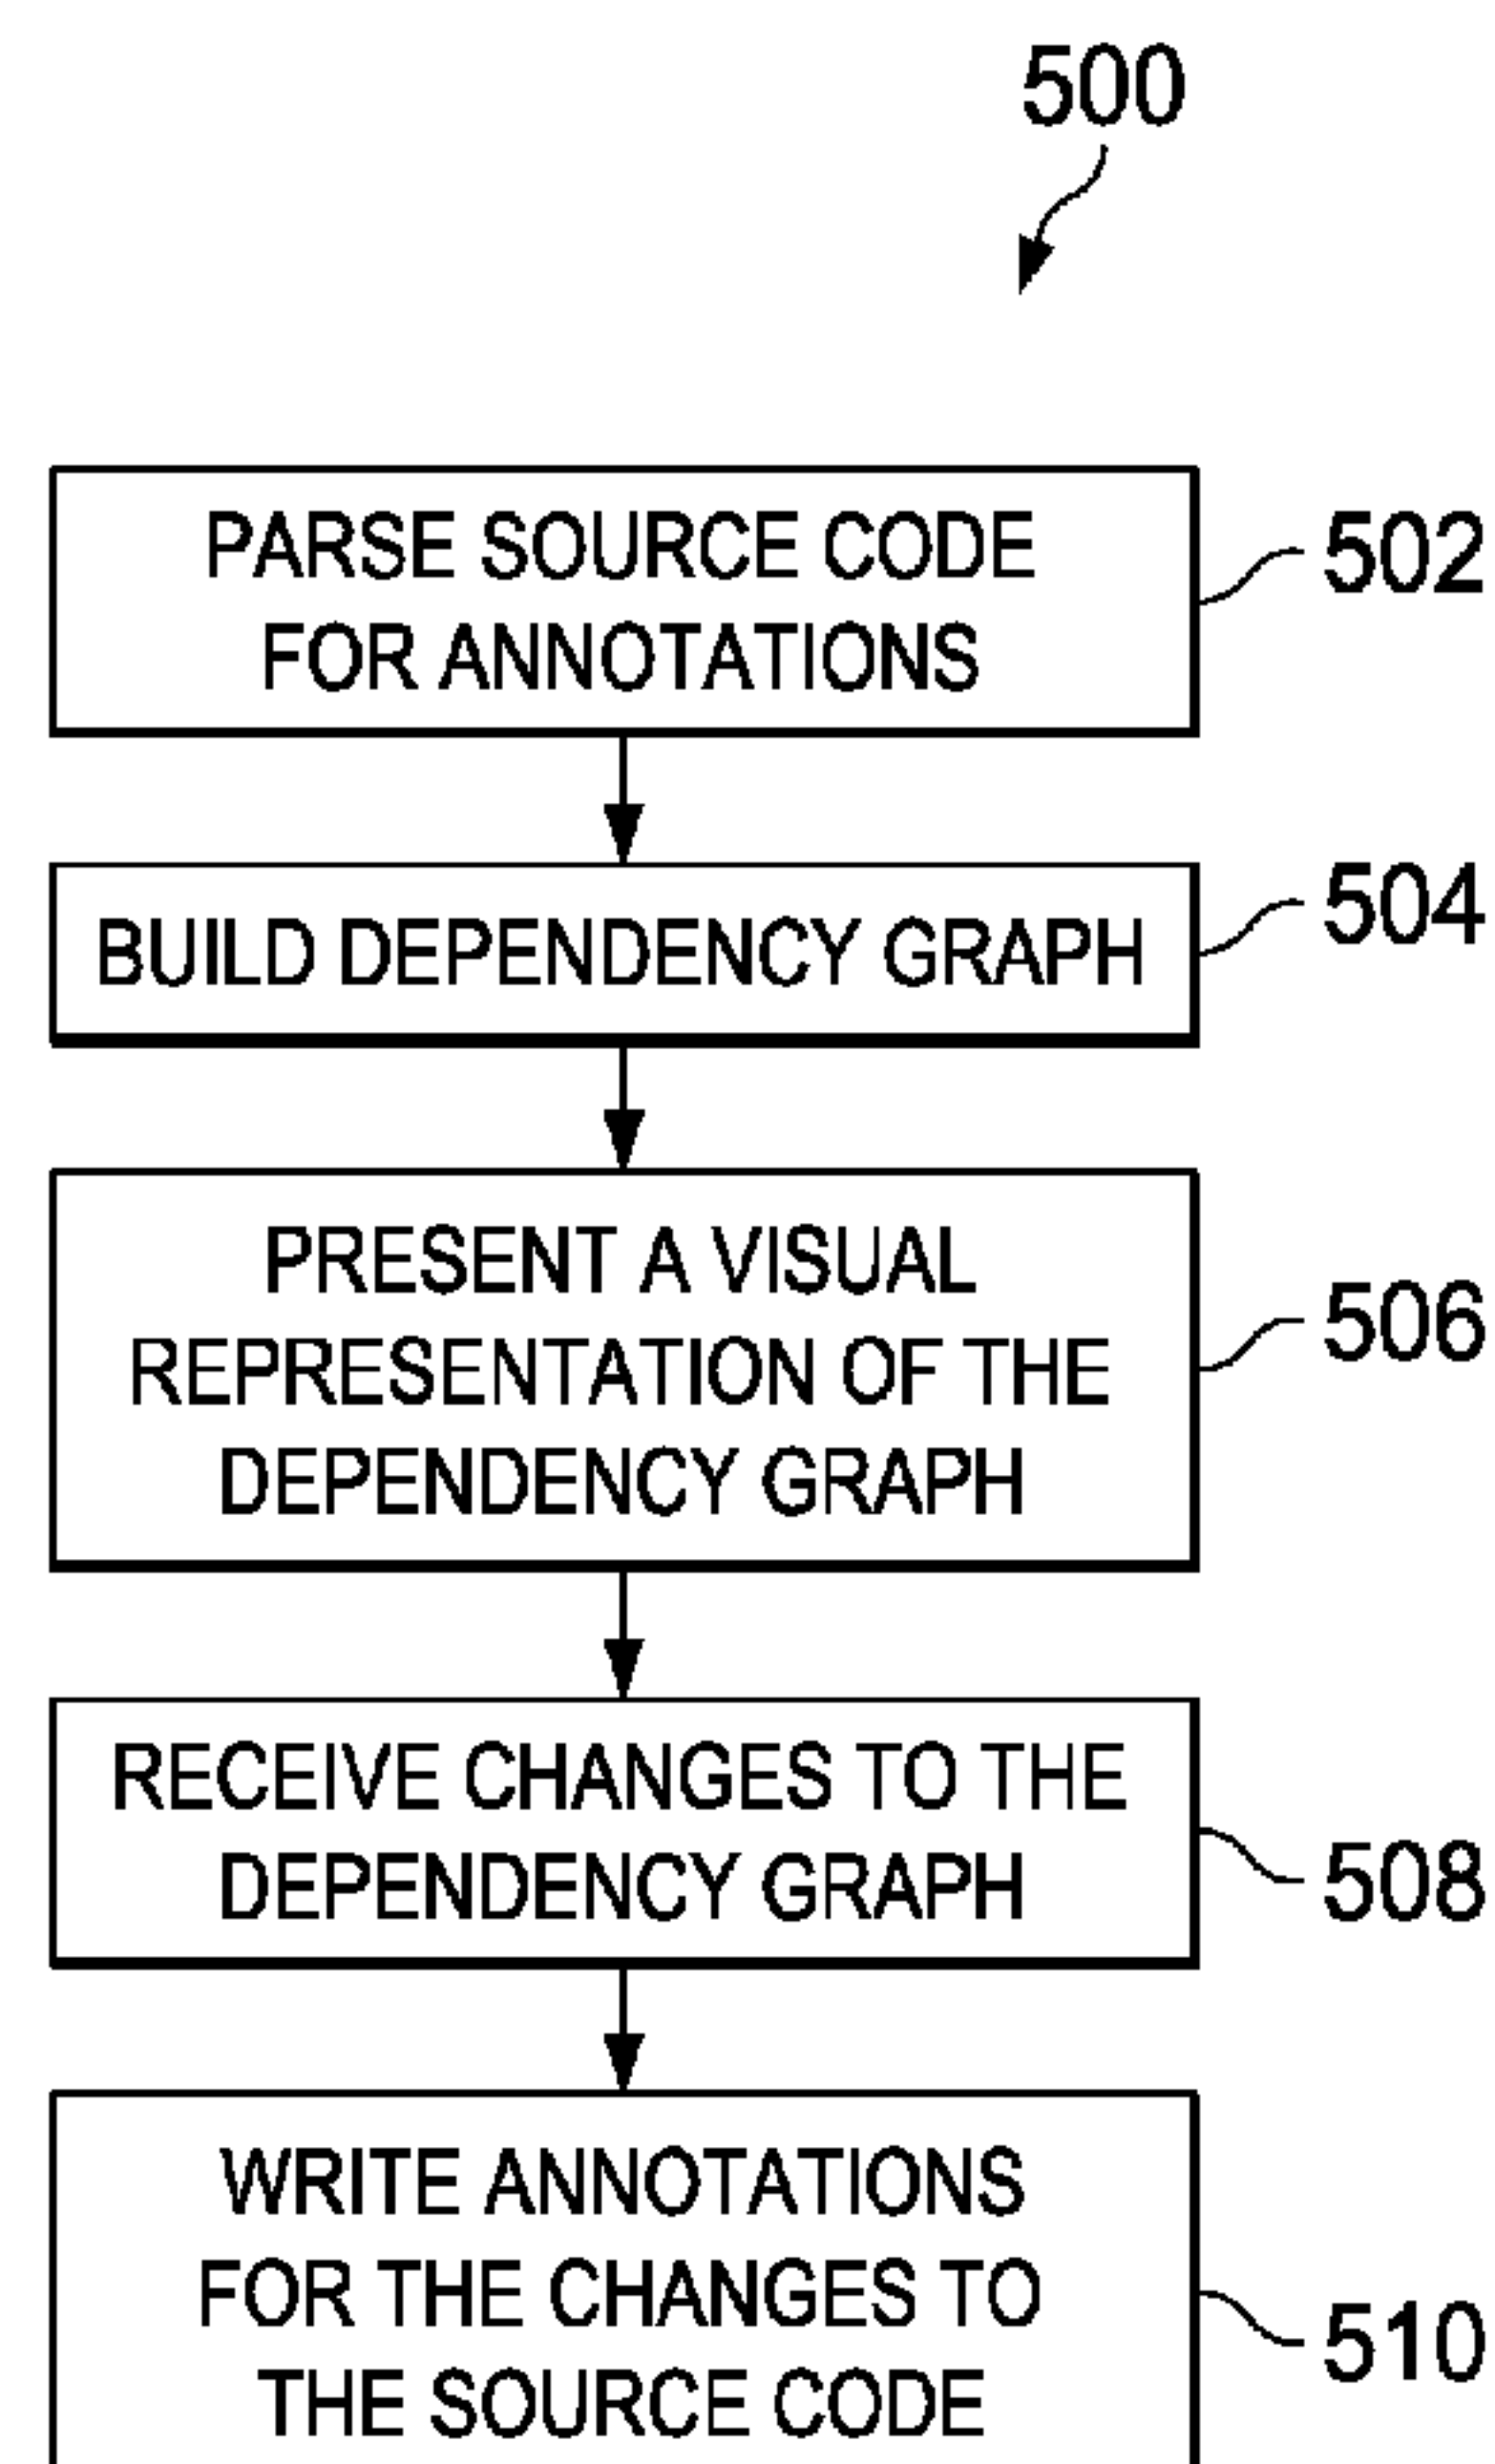 500
PARSE SOURCE CODE
FOR ANNOTATIONS
502
BUILD DEPENDENCY GRAPH
504
PRESENT A VISUAL
REPRESENTATION OF THE
DEPENDENCY GRAPH
506
RECEIVE CHANGES TO THE
DEPENDENCY GRAPH
508
WRITE ANNOTATIONS
FOR THE CHANGES TO
THE SOURCE CODE
510